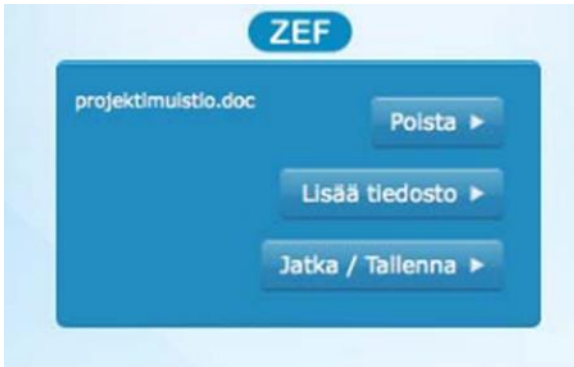 ZEF
projektimuistio.doc
Poista
Lisää tiedosto
Jatka / Tallenna